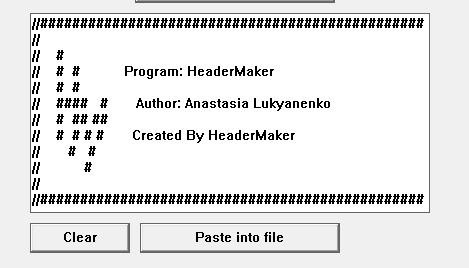 //################################################
//
//   #
//   #  #          Program: HeaderMaker
//   #  #
//   ####   #       Author: Anastasia Lukyanenko
//   #  ## ##
//   #  # # #       Created By HeaderMaker
//      #   #
//          #
//
//################################################
Clear
Paste into file